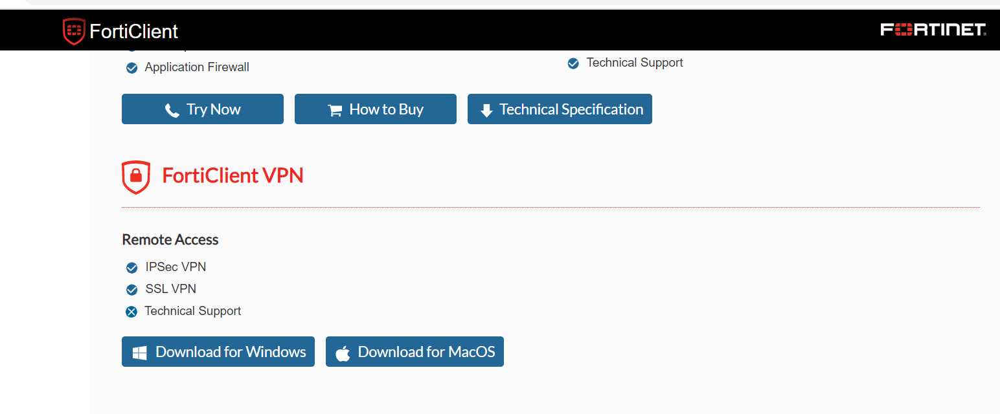 FortiClient
FORTINET
Application Firewall
Technical Support
Try Now
How to Buy
Technical Specification
FortiClient VPN
Remote Access
IPSec VPN
SSL VPN
Technical Support
Download for Windows
Download for MacOS